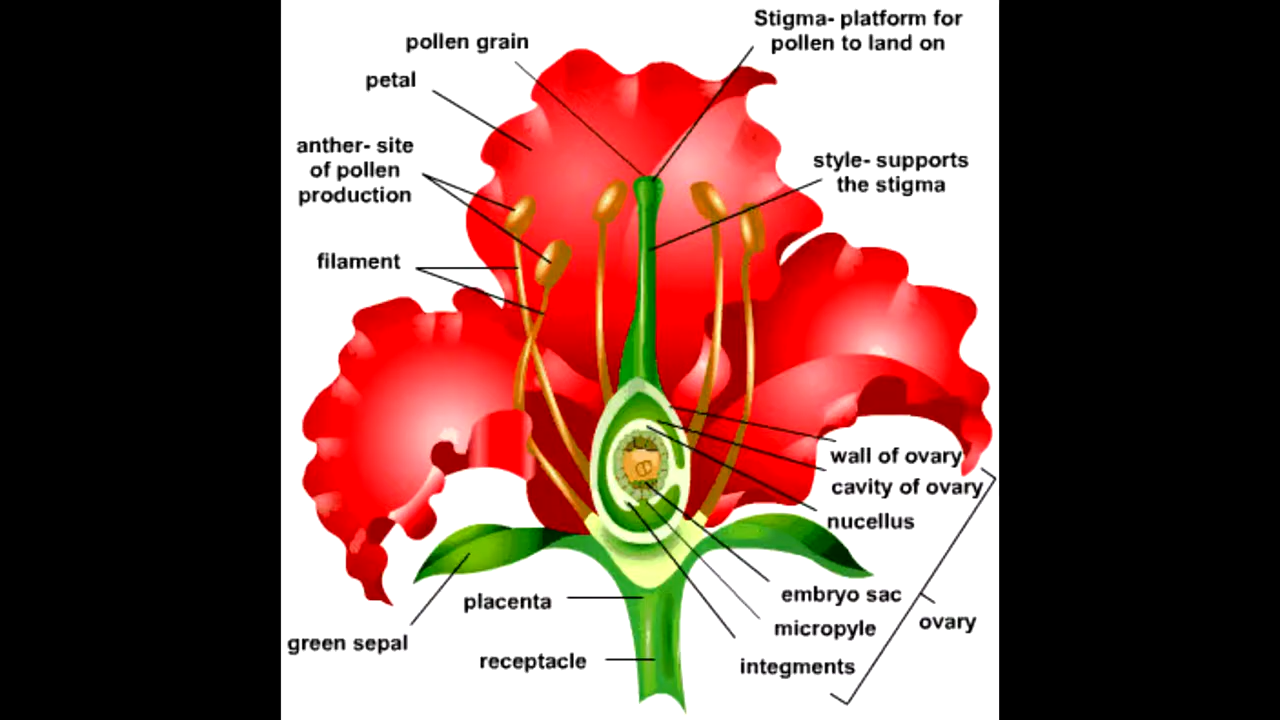 Stigma- platform for
pollen to land on
pollen grain
petal
anther- site
of pollen
production
style- supports
the stigma
filament
wall of ovary
cavity of ovary
nucellus
embryo sac
placenta
ovary
micropyle
green sepal
receptacle
integments